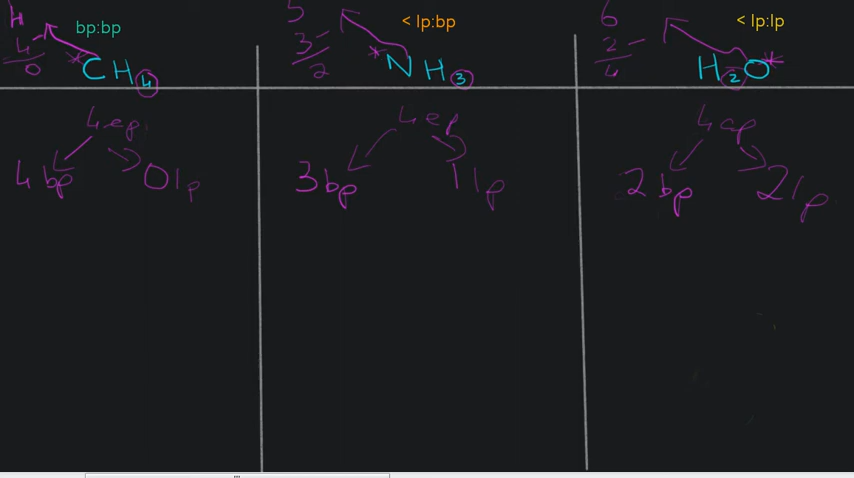 bp:bp
4 -
0
* CH4
4ep
4bp 0lp
< lp:bp
5
3 -
2
* NH3
4ep
3bp 1lp
< lp:lp
6
2 -
4
H2O *
4ep
2bp 2lp